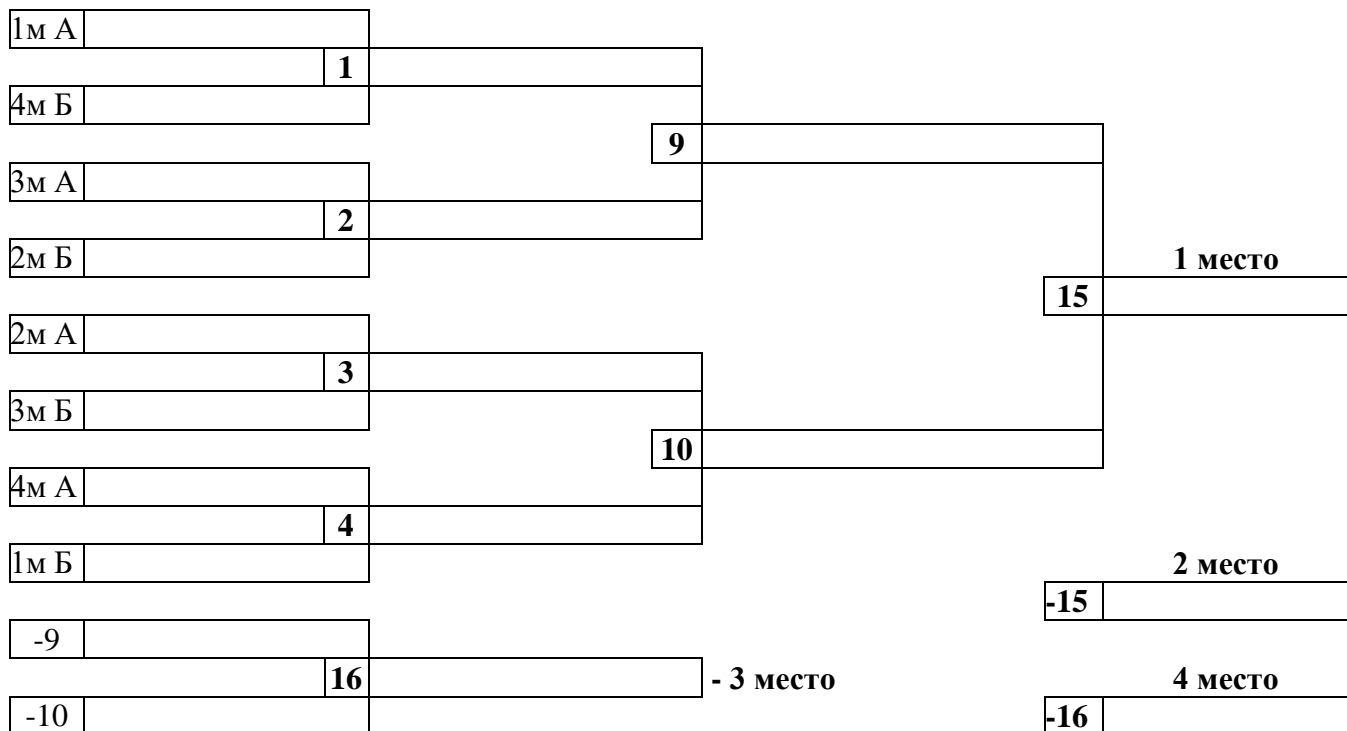 1м А
1
4м Б
9
3м А
2
2м Б
1 место
15
2м А
3
3м Б
10
4м А
4
1м Б
2 место
-15
-9
16 - 3 место
4 место
-10
-16